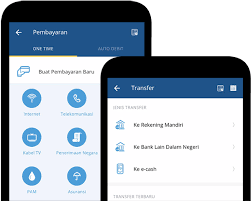 Pembayaran
ONE TIME
AUTO DEBIT
Buat Pembayaran Baru
Internet
Telekomunikasi
Kabel TV
Penerimaan Negara
PAM
Asuransi
Transfer
JENIS TRANSFER
Ke Rekening Mandiri
Ke Bank Lain Dalam Negeri
Ke e-cash
TRANSFER TERBARU